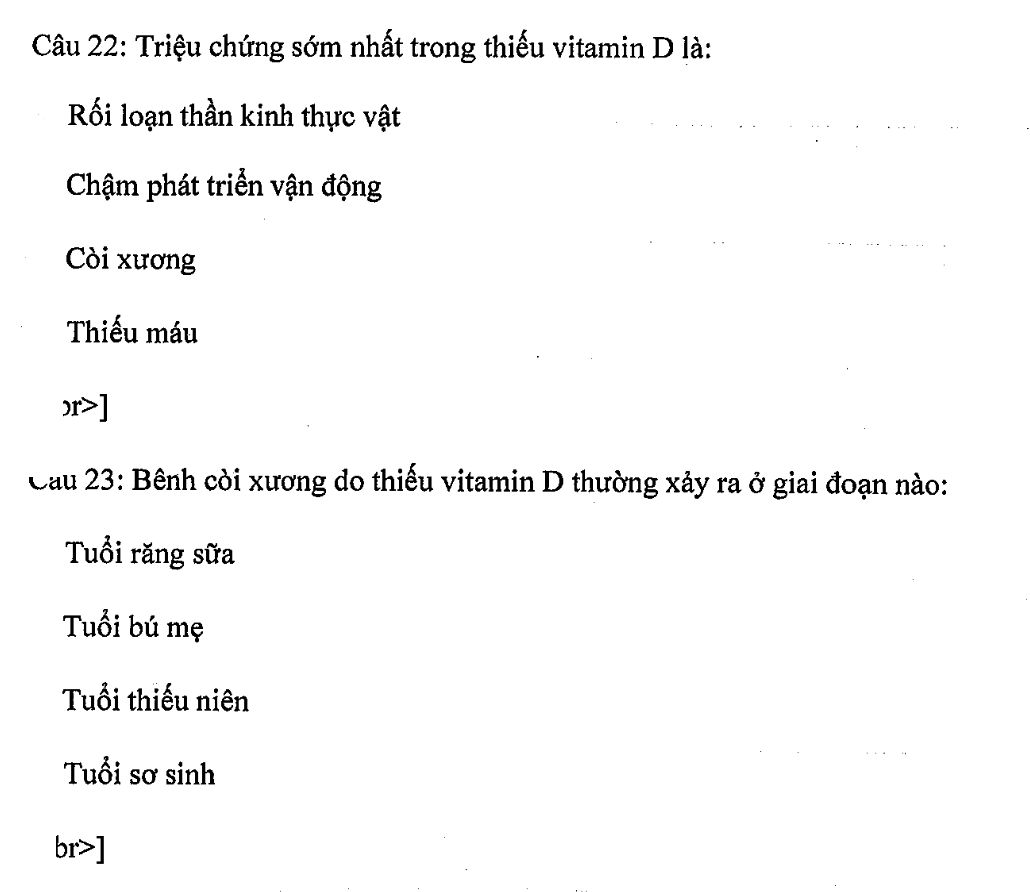 Câu 22: Triệu chứng sớm nhất trong thiếu vitamin D là:
Rối loạn thần kinh thực vật
Chậm phát triển vận động
Còi xương
Thiếu máu
br>]
Câu 23: Bênh còi xương do thiếu vitamin D thường xảy ra ở giai đoạn nào:
Tuổi răng sữa
Tuổi bú mẹ
Tuổi thiếu niên
Tuổi sơ sinh
br>]